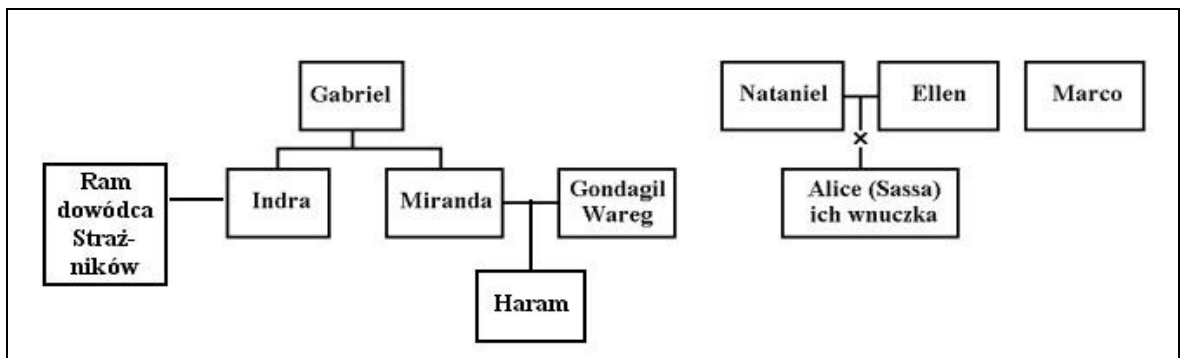 Gabriel
Nataniel
Ellen
Marco
Ram
dowódca
Straż-
ników
Indra
Miranda
Gondagil
Wareg
Alice (Sassa)
ich wnuczka
Haram